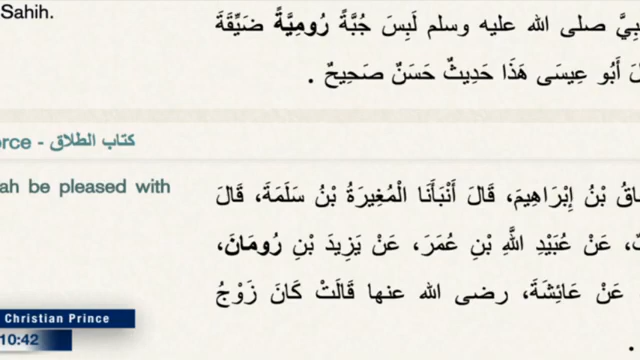 Sahih.
بِيَّ صلى الله عليه وسلم لَبِسَ جُبَّةً رُومِيَّةً ضَيِّقَةَ
لَ أَبُو عِيسَى هَذَا حَدِيثٌ حَسَنٌ صَحِيحٌ .
orce - كتاب الطلاق
ah be pleased with
اقُ بْنُ إِبْرَاهِيمَ، قَالَ أَنْبَأَنَا الْمُغِيرَةُ بْنُ سَلَمَةَ، قَالَ
، عَنْ عُبَيْدِ اللَّهِ بْنِ عُمَرَ، عَنْ يَزِيدَ بْنِ رُومَانَ،
عَنْ عَائِشَةَ، رضى الله عنها قَالَتْ كَانَ زَوْجُ
.
Christian Prince
10:42